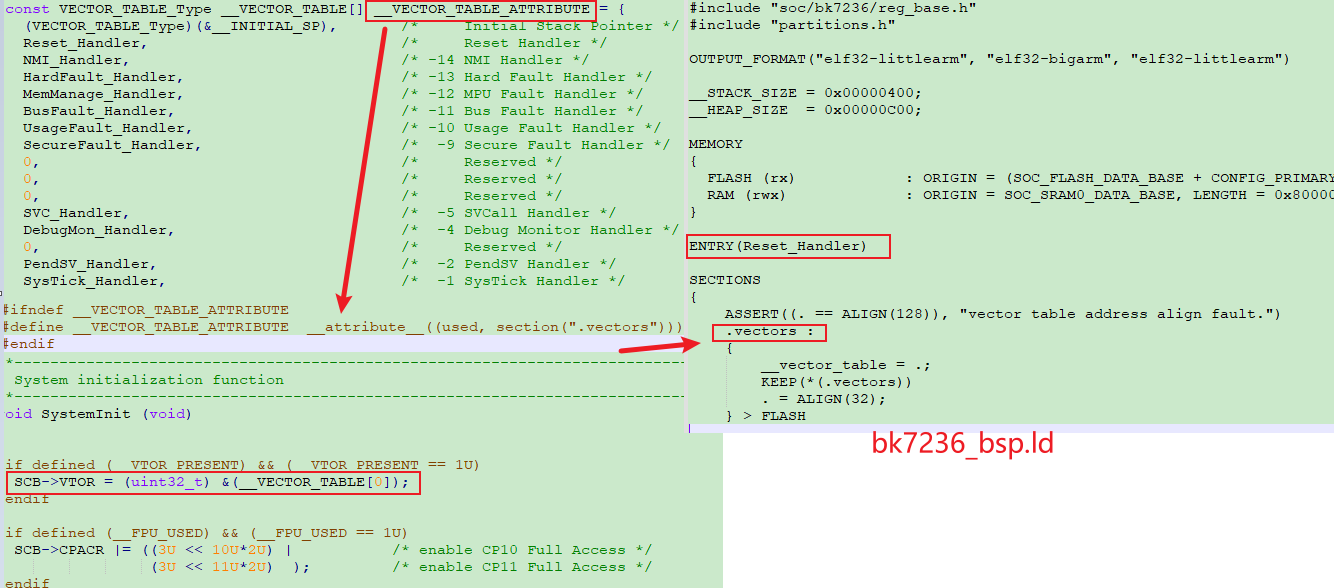 const VECTOR_TABLE_Type __VECTOR_TABLE[] __VECTOR_TABLE_ATTRIBUTE = {
(VECTOR_TABLE_Type)(&__INITIAL_SP), /* Initial Stack Pointer */
Reset_Handler, /* Reset Handler */
NMI_Handler, /* -14 NMI Handler */
HardFault_Handler, /* -13 Hard Fault Handler */
MemManage_Handler, /* -12 MPU Fault Handler */
BusFault_Handler, /* -11 Bus Fault Handler */
UsageFault_Handler, /* -10 Usage Fault Handler */
SecureFault_Handler, /* -9 Secure Fault Handler */
0, /* Reserved */
0, /* Reserved */
0, /* Reserved */
SVC_Handler, /* -5 SVCall Handler */
DebugMon_Handler, /* -4 Debug Monitor Handler */
0, /* Reserved */
PendSV_Handler, /* -2 PendSV Handler */
SysTick_Handler, /* -1 SysTick Handler */
#ifndef __VECTOR_TABLE_ATTRIBUTE
#define __VECTOR_TABLE_ATTRIBUTE __attribute__((used, section(".vectors")))
#endif
*----------------------------------------------------------------------------
System initialization function
*----------------------------------------------------------------------------
oid SystemInit (void)
if defined (__VTOR_PRESENT) && (__VTOR_PRESENT == 1U)
SCB->VTOR = (uint32_t) &(__VECTOR_TABLE[0]);
endif
if defined (__FPU_USED) && (__FPU_USED == 1U)
SCB->CPACR |= ((3U << 10U*2U) | /* enable CP10 Full Access */
(3U << 11U*2U) ); /* enable CP11 Full Access */
endif
#include "soc/bk7236/reg_base.h"
#include "partitions.h"
OUTPUT_FORMAT("elf32-littlearm", "elf32-bigarm", "elf32-littlearm")
__STACK_SIZE = 0x00000400;
__HEAP_SIZE = 0x00000C00;
MEMORY
{
FLASH (rx) : ORIGIN = (SOC_FLASH_DATA_BASE + CONFIG_PRIMARY
RAM (rwx) : ORIGIN = SOC_SRAM0_DATA_BASE, LENGTH = 0x80000
}
ENTRY(Reset_Handler)
SECTIONS
{
ASSERT((. == ALIGN(128)), "vector table address align fault.")
.vectors :
{
__vector_table = .;
KEEP(*(.vectors))
. = ALIGN(32);
} > FLASH
bk7236_bsp.ld